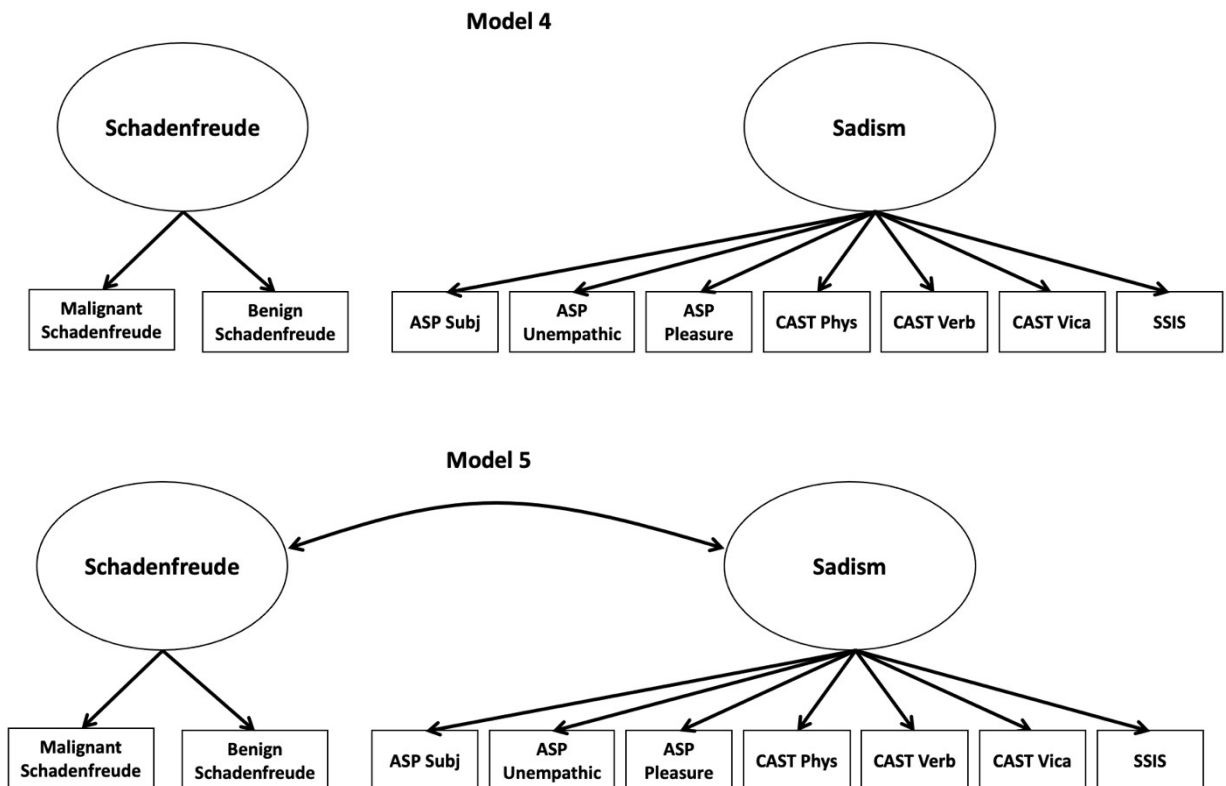 Model 4
Schadenfreude
Sadism
Malignant
Schadenfreude
Benign
Schadenfreude
ASP Subj
ASP
Unempathic
ASP
Pleasure
CAST Phys
CAST Verb
CAST Vica
SSIS
Model 5
Schadenfreude
Sadism
Malignant
Schadenfreude
Benign
Schadenfreude
ASP Subj
ASP
Unempathic
ASP
Pleasure
CAST Phys
CAST Verb
CAST Vica
SSIS